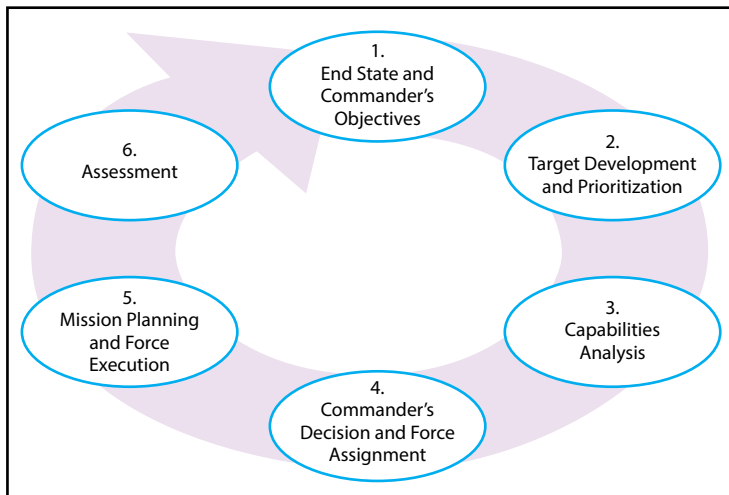 1.
End State and
Commander's
Objectives
2.
Target Development
and Prioritization
3.
Capabilities
Analysis
4.
Commander's
Decision and Force
Assignment
5.
Mission Planning
and Force
Execution
6.
Assessment